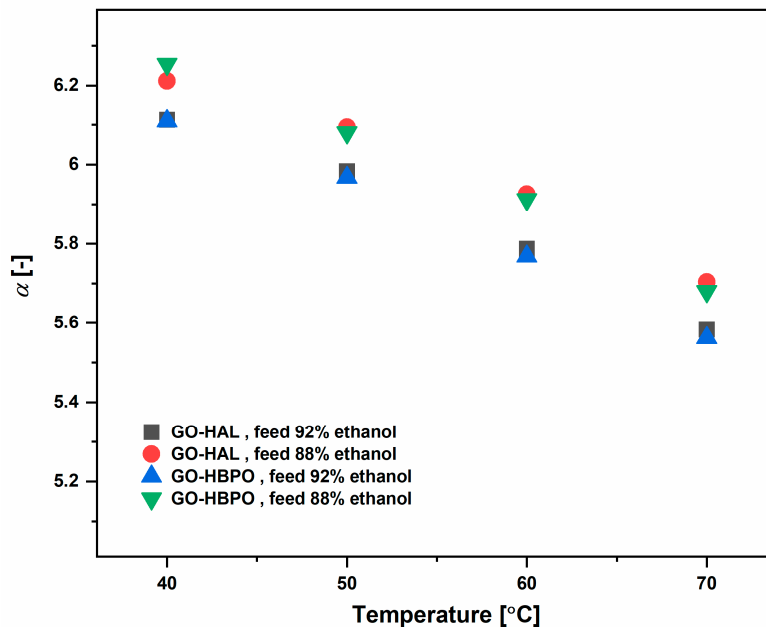 6.2
6
5.8
5.6
5.4
5.2
α [-]
GO-HAL , feed 92% ethanol
GO-HAL , feed 88% ethanol
GO-HBPO , feed 92% ethanol
GO-HBPO , feed 88% ethanol
40 50 60 70
Temperature [°C]